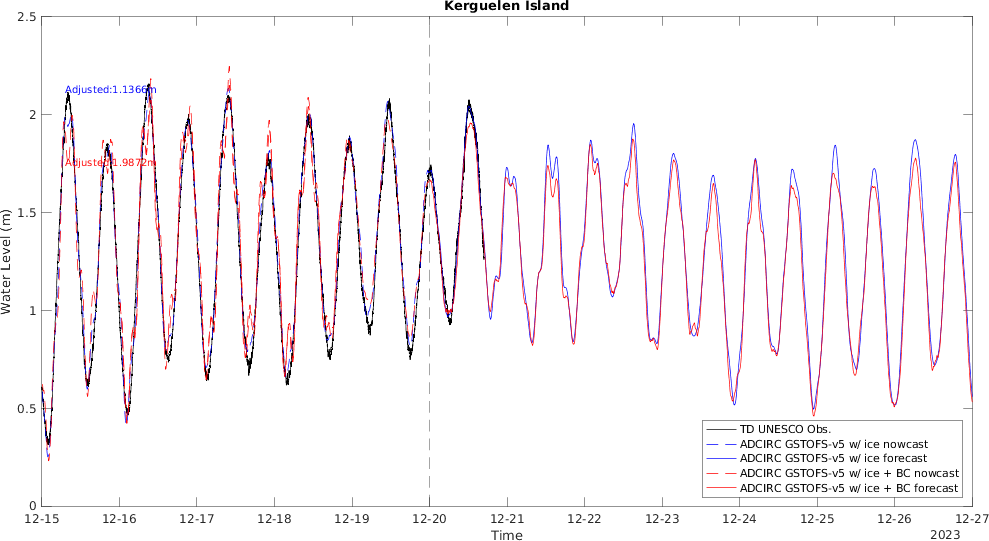 Kerguelen Island
2.5
2
1.5
1
0.5
0
Water Level (m)
Adjusted:1.1366m
Adjusted:1.9872m
TD UNESCO Obs.
ADCIRC GSTOFS-v5 w/ ice nowcast
ADCIRC GSTOFS-v5 w/ ice forecast
ADCIRC GSTOFS-v5 w/ ice + BC nowcast
ADCIRC GSTOFS-v5 w/ ice + BC forecast
12-15 12-16 12-17 12-18 12-19 12-20 12-21 12-22 12-23 12-24 12-25 12-26 12-27
Time
2023